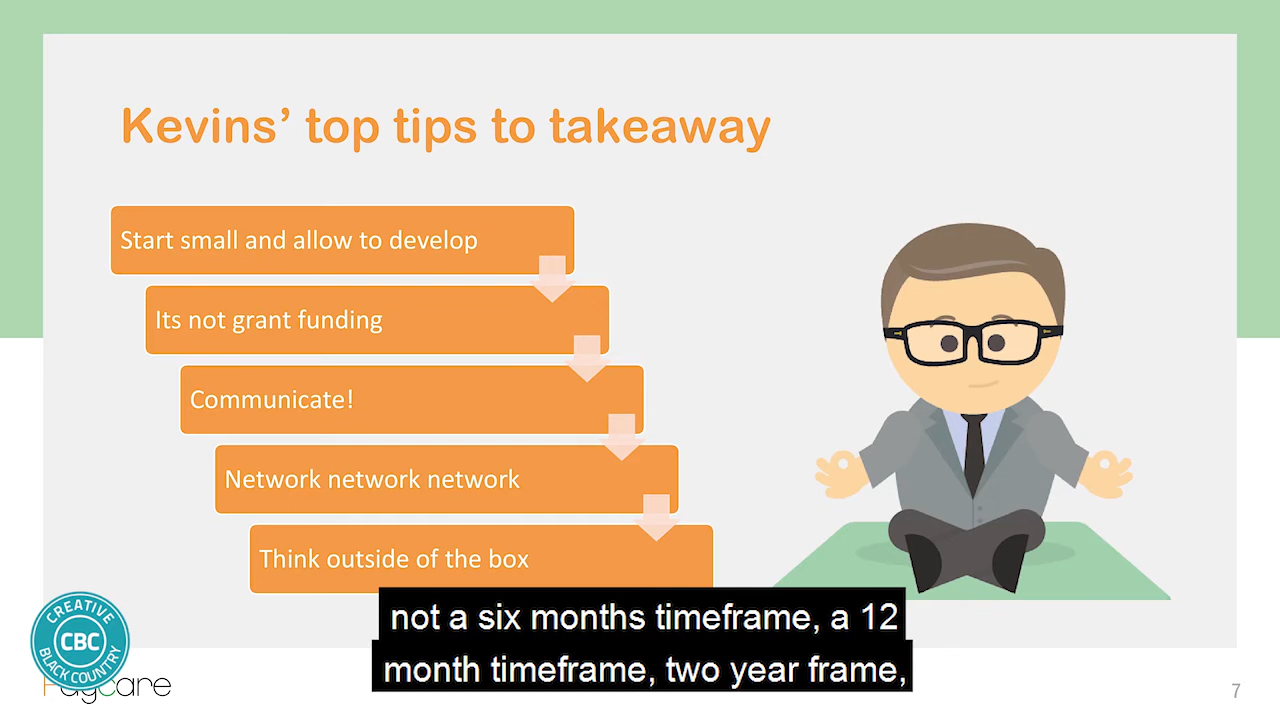 Kevins’ top tips to takeaway
Start small and allow to develop
Its not grant funding
Communicate!
Network network network
Think outside of the box
not a six months timeframe, a 12
month timeframe, two year frame,
CREATIVE
CBC
BLACK COUNTRY
7